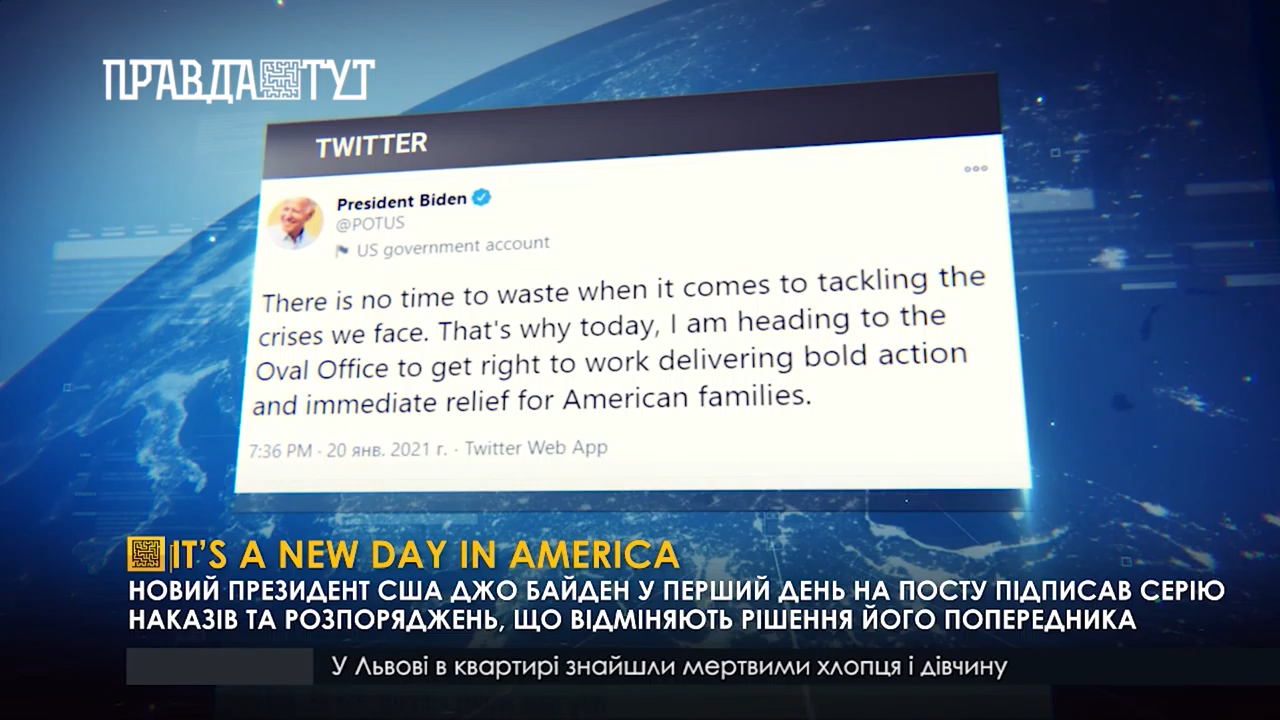 ПРАВДА ТУТ
TWITTER
President Biden
@POTUS
US government account
There is no time to waste when it comes to tackling the
crises we face. That's why today, I am heading to the
Oval Office to get right to work delivering bold action
and immediate relief for American families.
7:36 PM · 20 янв. 2021 г. · Twitter Web App
IT’S A NEW DAY IN AMERICA
НОВИЙ ПРЕЗИДЕНТ США ДЖО БАЙДЕН У ПЕРШИЙ ДЕНЬ НА ПОСТУ ПІДПИСАВ СЕРІЮ
НАКАЗІВ ТА РОЗПОРЯДЖЕНЬ, ЩО ВІДМІНЯЮТЬ РІШЕННЯ ЙОГО ПОПЕРЕДНИКА
У Львові в квартирі знайшли мертвими хлопця і дівчину